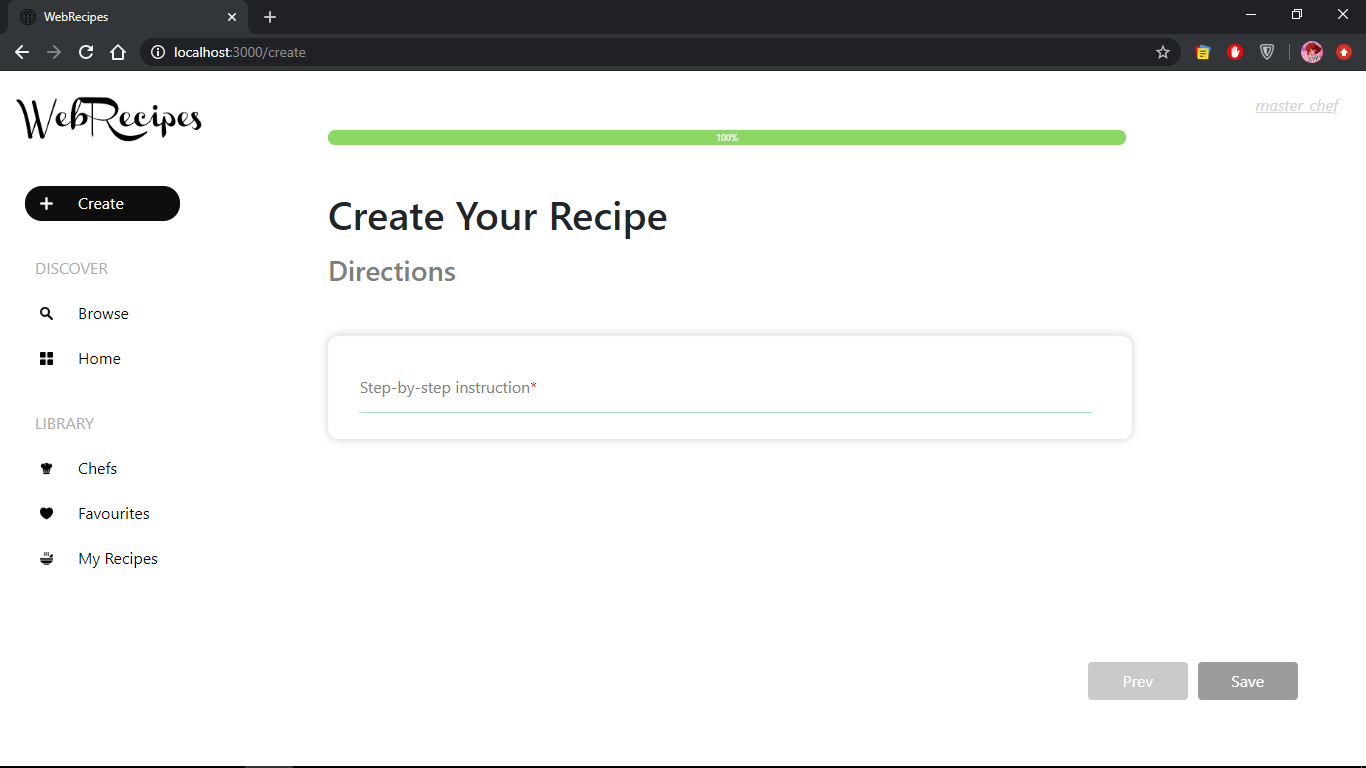 WebRecipes
localhost:3000/create
WebRecipes
master_chef
100%
Create
Create Your Recipe
Directions
DISCOVER
Browse
Home
Step-by-step instruction*
LIBRARY
Chefs
Favourites
My Recipes
Prev
Save